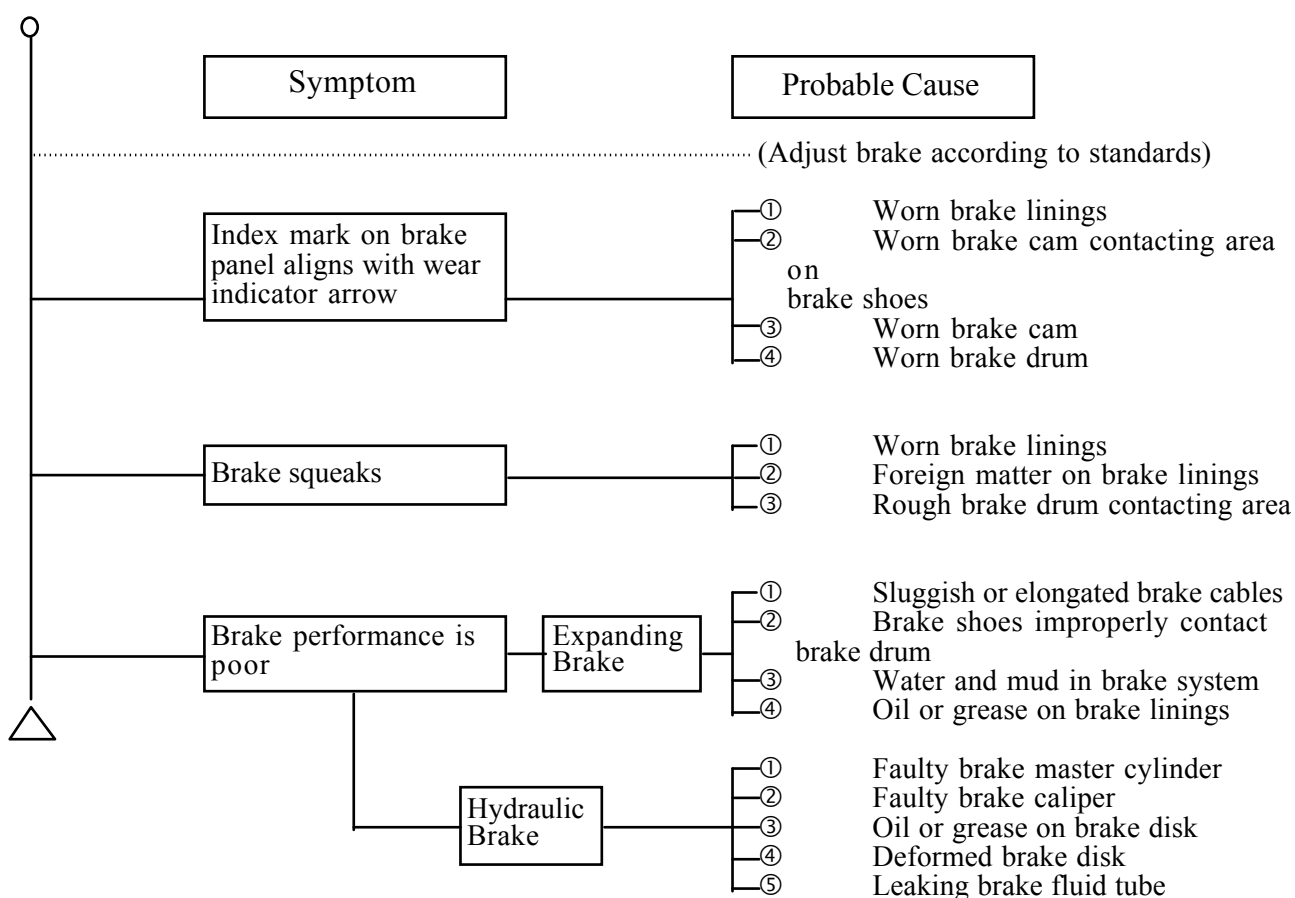 Symptom Probable Cause
(Adjust brake according to standards)
Index mark on brake
panel aligns with wear
indicator arrow
① Worn brake linings
② Worn brake cam contacting area
on
brake shoes
③ Worn brake cam
④ Worn brake drum
Brake squeaks
① Worn brake linings
② Foreign matter on brake linings
③ Rough brake drum contacting area
Brake performance is
poor
Expanding
Brake
① Sluggish or elongated brake cables
② Brake shoes improperly contact
brake drum
③ Water and mud in brake system
④ Oil or grease on brake linings
Hydraulic
Brake
① Faulty brake master cylinder
② Faulty brake caliper
③ Oil or grease on brake disk
④ Deformed brake disk
⑤ Leaking brake fluid tube